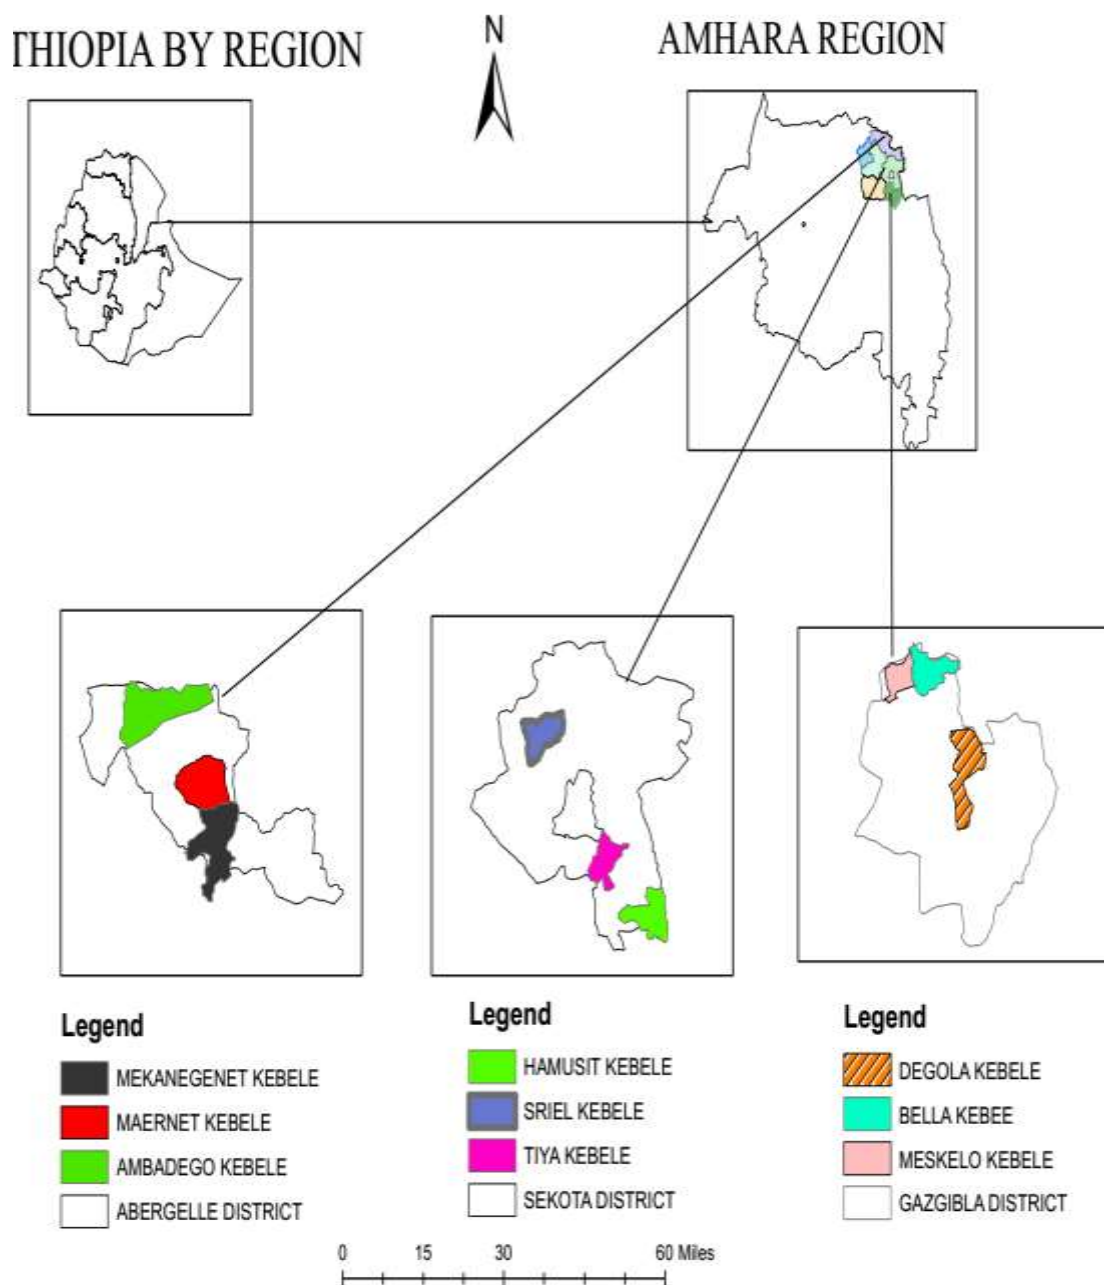 THIOPIA BY REGION
N
AMHARA REGION
Legend
MEKANEGENET KEBELE
MAERNET KEBELE
AMBADEGO KEBELE
ABERGELLE DISTRICT
Legend
HAMUSIT KEBELE
SRIEL KEBELE
TIYA KEBELE
SEKOTA DISTRICT
Legend
DEGOLA KEBELE
BELLA KEBEE
MESKELO KEBELE
GAZGIBLA DISTRICT
0 15 30 60 Miles